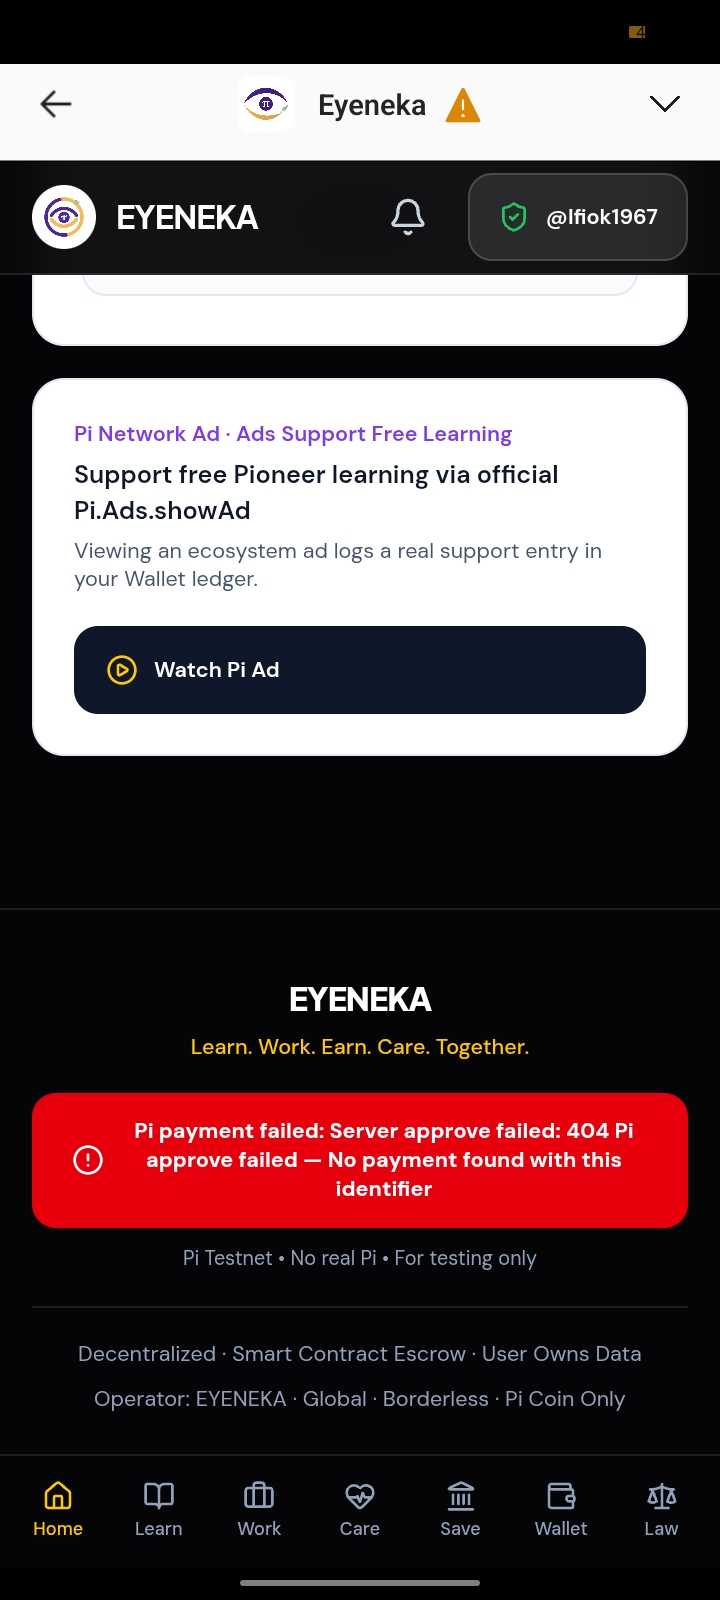 Eyeneka
EYENEKA
@Ifiok1967
Pi Network Ad · Ads Support Free Learning
Support free Pioneer learning via official
Pi.Ads.showAd
Viewing an ecosystem ad logs a real support entry in
your Wallet ledger.
Watch Pi Ad
EYENEKA
Learn. Work. Earn. Care. Together.
Pi payment failed: Server approve failed: 404 Pi
approve failed — No payment found with this
identifier
Pi Testnet • No real Pi • For testing only
Decentralized · Smart Contract Escrow · User Owns Data
Operator: EYENEKA · Global · Borderless · Pi Coin Only
Home
Learn
Work
Care
Save
Wallet
Law